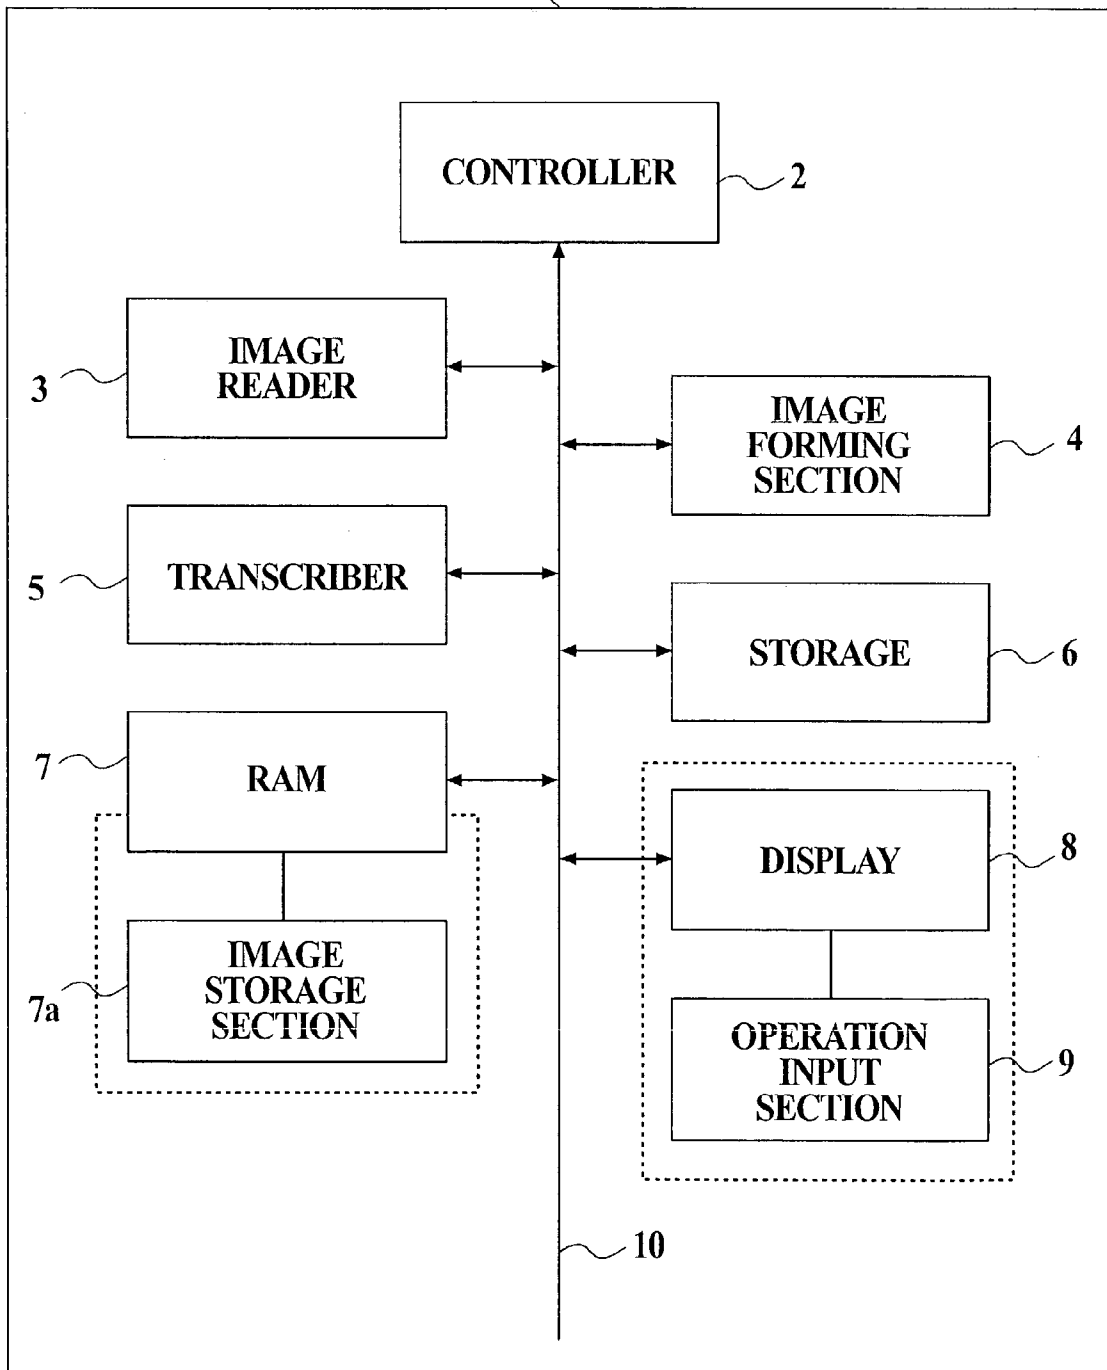 CONTROLLER
2
IMAGE
READER
3
IMAGE
FORMING
SECTION
4
TRANSCRIBER
5
STORAGE
6
RAM
7
DISPLAY
8
IMAGE
STORAGE
SECTION
7a
OPERATION
INPUT
SECTION
9
10